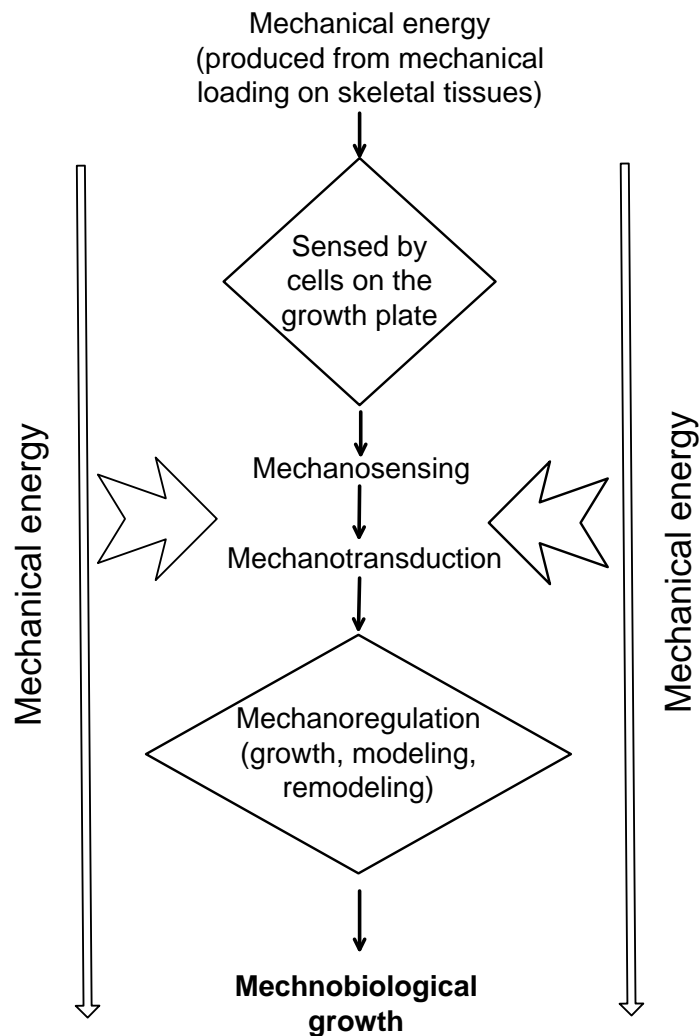 Mechanical energy
(produced from mechanical
loading on skeletal tissues)
Sensed by
cells on the
growth plate
Mechanical energy
Mechanosensing
Mechanotransduction
Mechanical energy
Mechanoregulation
(growth, modeling,
remodeling)
Mechnobiological
growth